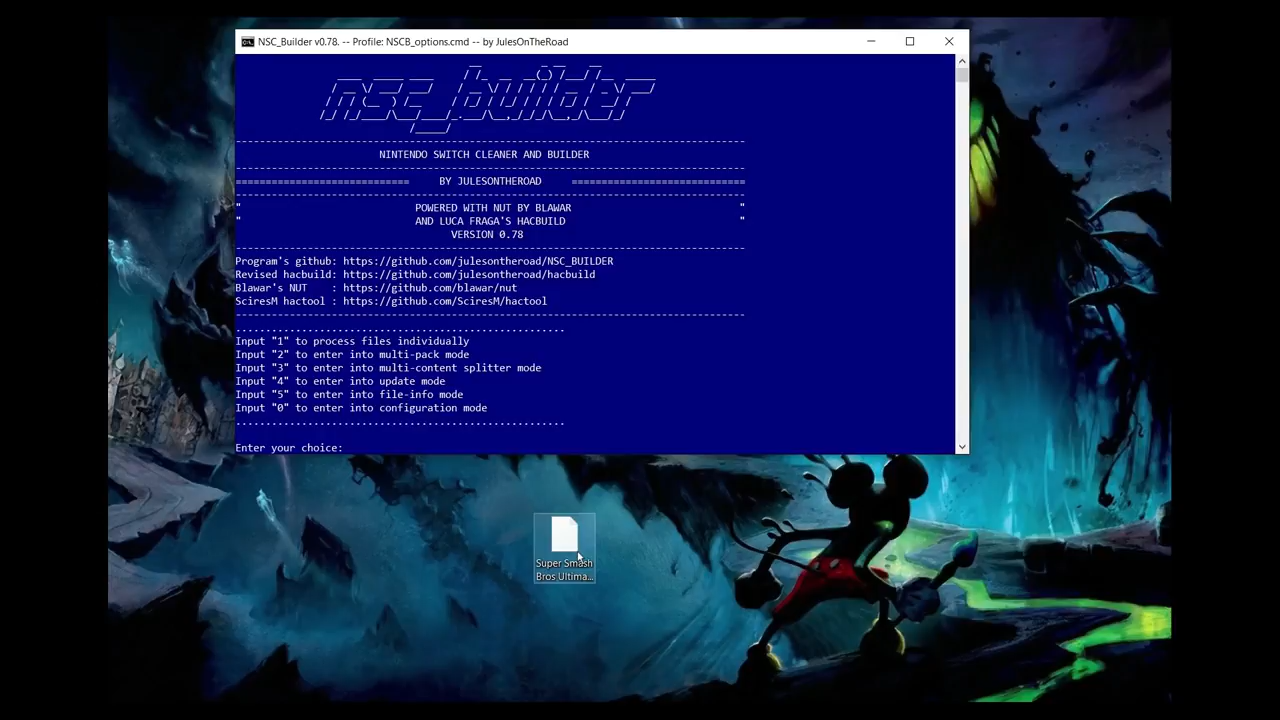 NSC_Builder v0.78. -- Profile: NSCB_options.cmd -- by JulesOnTheRoad
nsc_builder
NINTENDO SWITCH CLEANER AND BUILDER
============================= BY JULESONTHEROAD =============================
" POWERED WITH NUT BY BLAWAR "
" AND LUCA FRAGA'S HACBUILD "
VERSION 0.78
Program's github: https://github.com/julesontheroad/NSC_BUILDER
Revised hacbuild: https://github.com/julesontheroad/hacbuild
Blawar's NUT : https://github.com/blawar/nut
SciresM hactool : https://github.com/SciresM/hactool
Input "1" to process files individually
Input "2" to enter into multi-pack mode
Input "3" to enter into multi-content splitter mode
Input "4" to enter into update mode
Input "5" to enter into file-info mode
Input "0" to enter into configuration mode
Enter your choice:
Super Smash
Bros Ultima...